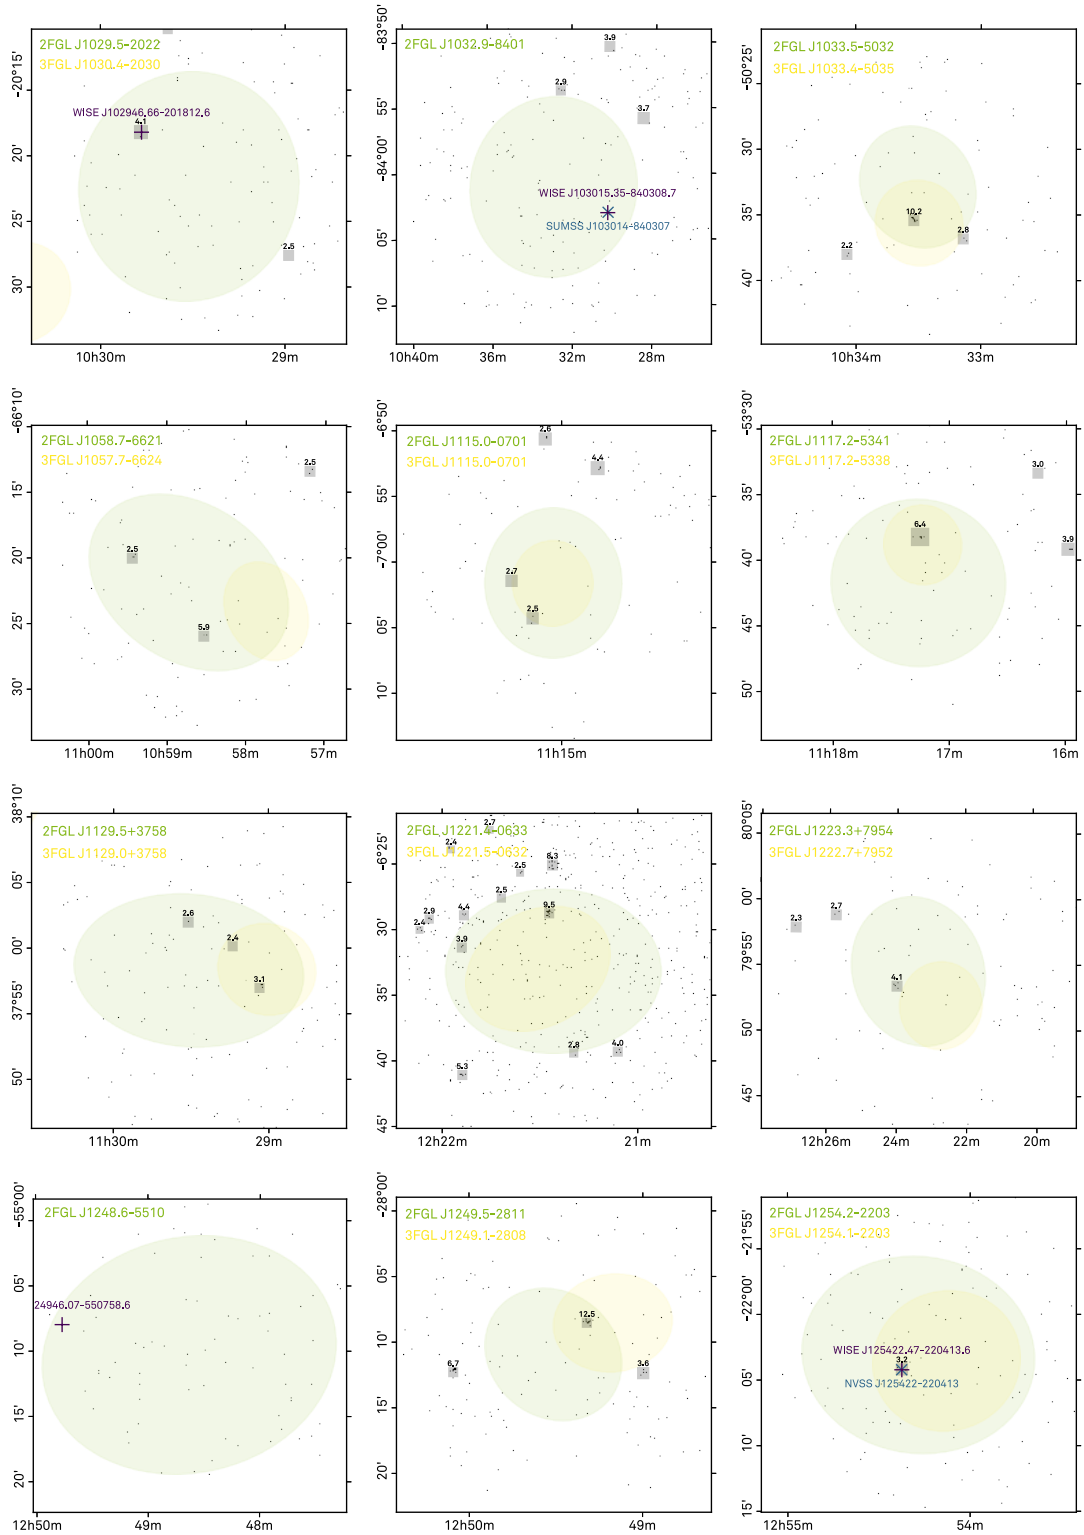 2FGL J1029.5-2022
3FGL J1030.4-2030
WISE J102946.66-201812.6
4.1
2.5
-20°15'
20'
25'
30'
10h30m
29m
2FGL J1032.9-8401
3.9
2.9
3.7
WISE J103015.35-840308.7
SUMSS J103014-840307
-83°50'
55'
-84°00'
05'
10'
10h40m
36m
32m
28m
2FGL J1033.5-5032
3FGL J1033.4-5035
10.2
2.8
2.2
-50°25'
30'
35'
40'
10h34m
33m
2FGL J1058.7-6621
3FGL J1057.7-6624
2.5
2.5
5.9
-66°10'
15'
20'
25'
30'
11h00m
10h59m
58m
57m
2FGL J1115.0-0701
3FGL J1115.0-0701
2.6
4.4
2.7
2.5
-6°50'
55'
-7°00'
05'
10'
11h15m
2FGL J1117.2-5341
3FGL J1117.2-5338
3.0
6.4
3.9
-53°30'
35'
40'
45'
50'
11h18m
17m
16m
2FGL J1129.5+3758
3FGL J1129.0+3758
2.6
2.4
3.1
38°10'
05'
00'
37°55'
50'
11h30m
29m
2FGL J1221.4-0633
3FGL J1221.5-0632
2.7
2.4
6.3
2.5
2.5
4.4
2.9
2.4
9.5
3.9
2.8
4.0
5.3
-6°25'
30'
35'
40'
45'
12h22m
21m
2FGL J1223.3+7954
3FGL J1222.7+7952
2.3
2.7
4.1
80°05'
00'
79°55'
50'
45'
12h26m
24m
22m
20m
2FGL J1248.6-5510
24946.07-550758.6
-55°00'
05'
10'
15'
20'
12h50m
49m
48m
2FGL J1249.5-2811
3FGL J1249.1-2808
12.5
6.7
3.6
-28°00'
05'
10'
15'
20'
12h50m
49m
2FGL J1254.2-2203
3FGL J1254.1-2203
WISE J125422.47-220413.6
3.2
NVSS J125422-220413
-21°55'
-22°00'
05'
10'
15'
12h55m
54m